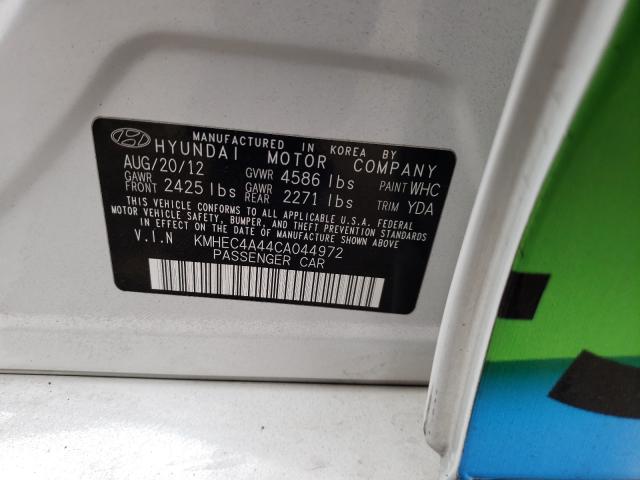 MANUFACTURED IN KOREA BY
HYUNDAI MOTOR COMPANY
AUG/20/12 GVWR 4586 lbs PAINT WHC
GAWR FRONT 2425 lbs GAWR REAR 2271 lbs TRIM YDA
THIS VEHICLE CONFORMS TO ALL APPLICABLE U.S.A. FEDERAL
MOTOR VEHICLE SAFETY, BUMPER, AND THEFT PREVENTION STANDARDS
IN EFFECT ON THE DATE OF MANUFACTURE SHOWN ABOVE
V.I.N KMHEC4A44CA044972
PASSENGER CAR